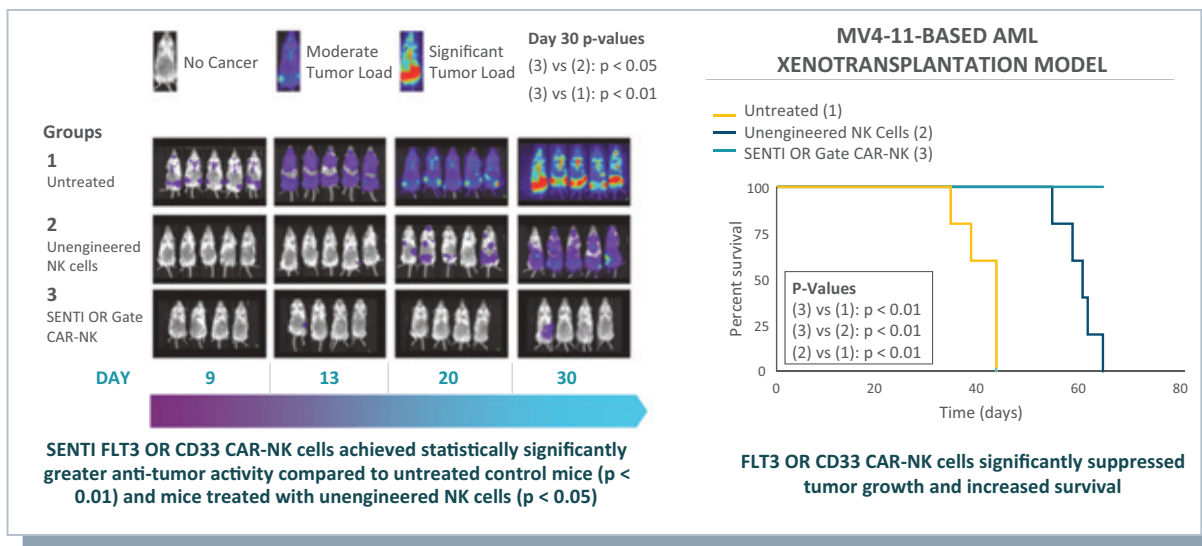 No Cancer
Moderate
Tumor Load
Significant
Tumor Load
Day 30 p-values
(3) vs (2): p < 0.05
(3) vs (1): p < 0.01
Groups
1
Untreated
2
Unengineered
NK cells
3
SENTI OR Gate
CAR-NK
DAY 9 13 20 30
SENTI FLT3 OR CD33 CAR-NK cells achieved statistically significantly
greater anti-tumor activity compared to untreated control mice (p <
0.01) and mice treated with unengineered NK cells (p < 0.05)
MV4-11-BASED AML
XENOTRANSPLANTATION MODEL
Untreated (1)
Unengineered NK Cells (2)
SENTI OR Gate CAR-NK (3)
Percent survival
100
75
50
25
0
P-Values
(3) vs (1): p < 0.01
(3) vs (2): p < 0.01
(2) vs (1): p < 0.01
0 20 40 60 80
Time (days)
FLT3 OR CD33 CAR-NK cells significantly suppressed
tumor growth and increased survival